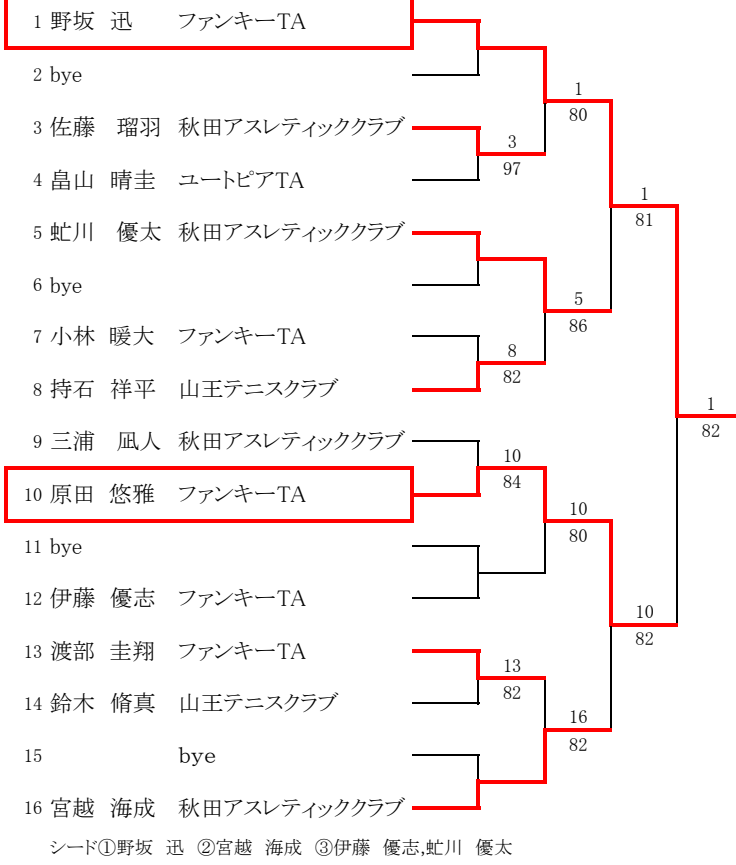 1 野坂 迅 ファンキーTA
2 bye
1
80
3 佐藤 瑠羽 秋田アスレティッククラブ
3
97
4 畠山 晴圭 ユートピアTA
1
81
5 虻川 優太 秋田アスレティッククラブ
6 bye
5
86
7 小林 暖大 ファンキーTA
8
82
8 持石 祥平 山王テニスクラブ
1
82
9 三浦 凪人 秋田アスレティッククラブ
10
84
10 原田 悠雅 ファンキーTA
10
80
11 bye
12 伊藤 優志 ファンキーTA
10
82
13 渡部 圭翔 ファンキーTA
13
82
14 鈴木 脩真 山王テニスクラブ
16
82
15 bye
16 宮越 海成 秋田アスレティッククラブ
シード①野坂 迅 ②宮越 海成 ③伊藤 優志,虻川 優太